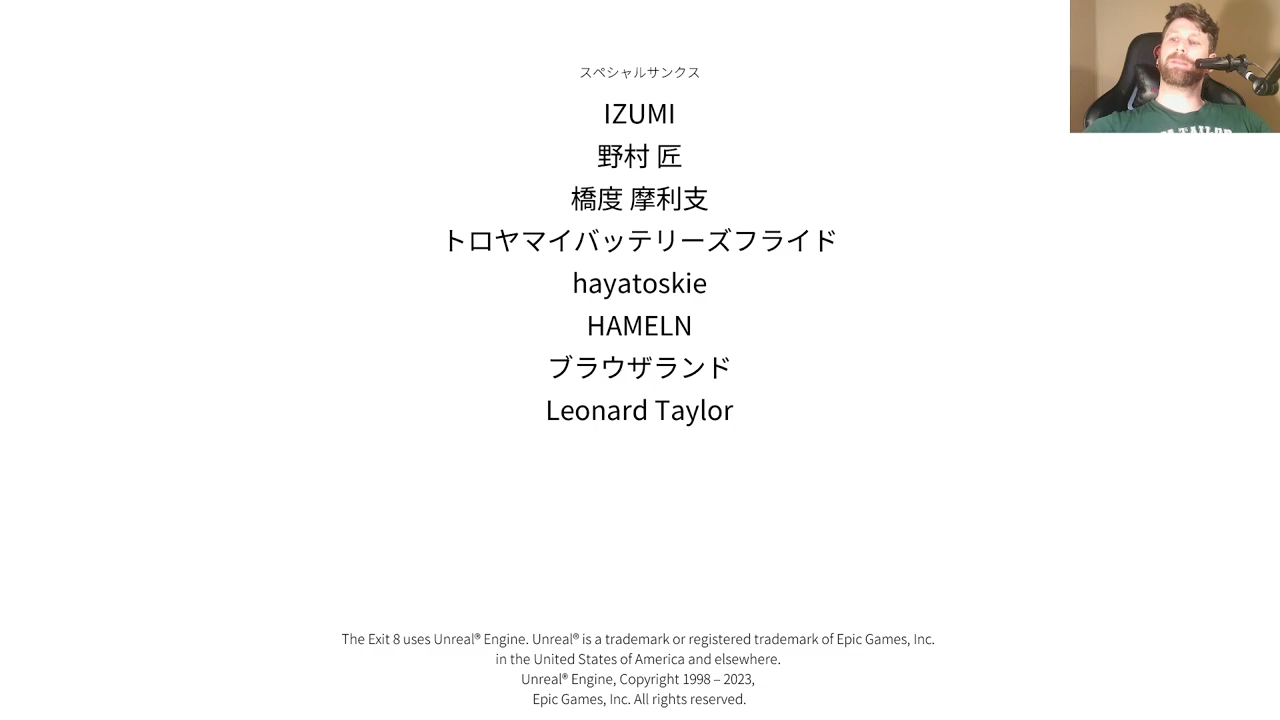 スペシャルサンクス
IZUMI
野村 匠
橋度 摩利支
トロヤマイバッテリーズフライド
hayatoskie
HAMELN
ブラウザランド
Leonard Taylor
The Exit 8 uses Unreal® Engine. Unreal® is a trademark or registered trademark of Epic Games, Inc.
in the United States of America and elsewhere.
Unreal® Engine, Copyright 1998 – 2023,
Epic Games, Inc. All rights reserved.